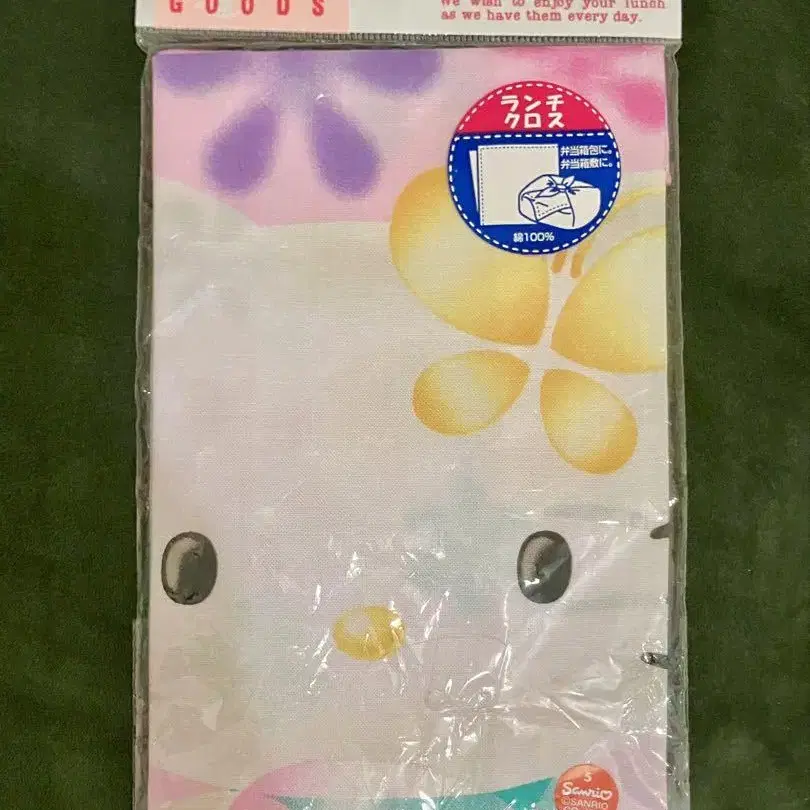 GOODS
We wish to enjoy your lunch
as we have them every day.
ランチ
クロス
弁当箱包に。
弁当箱敷に。
綿100%
S
Sanrio
©SANRIO